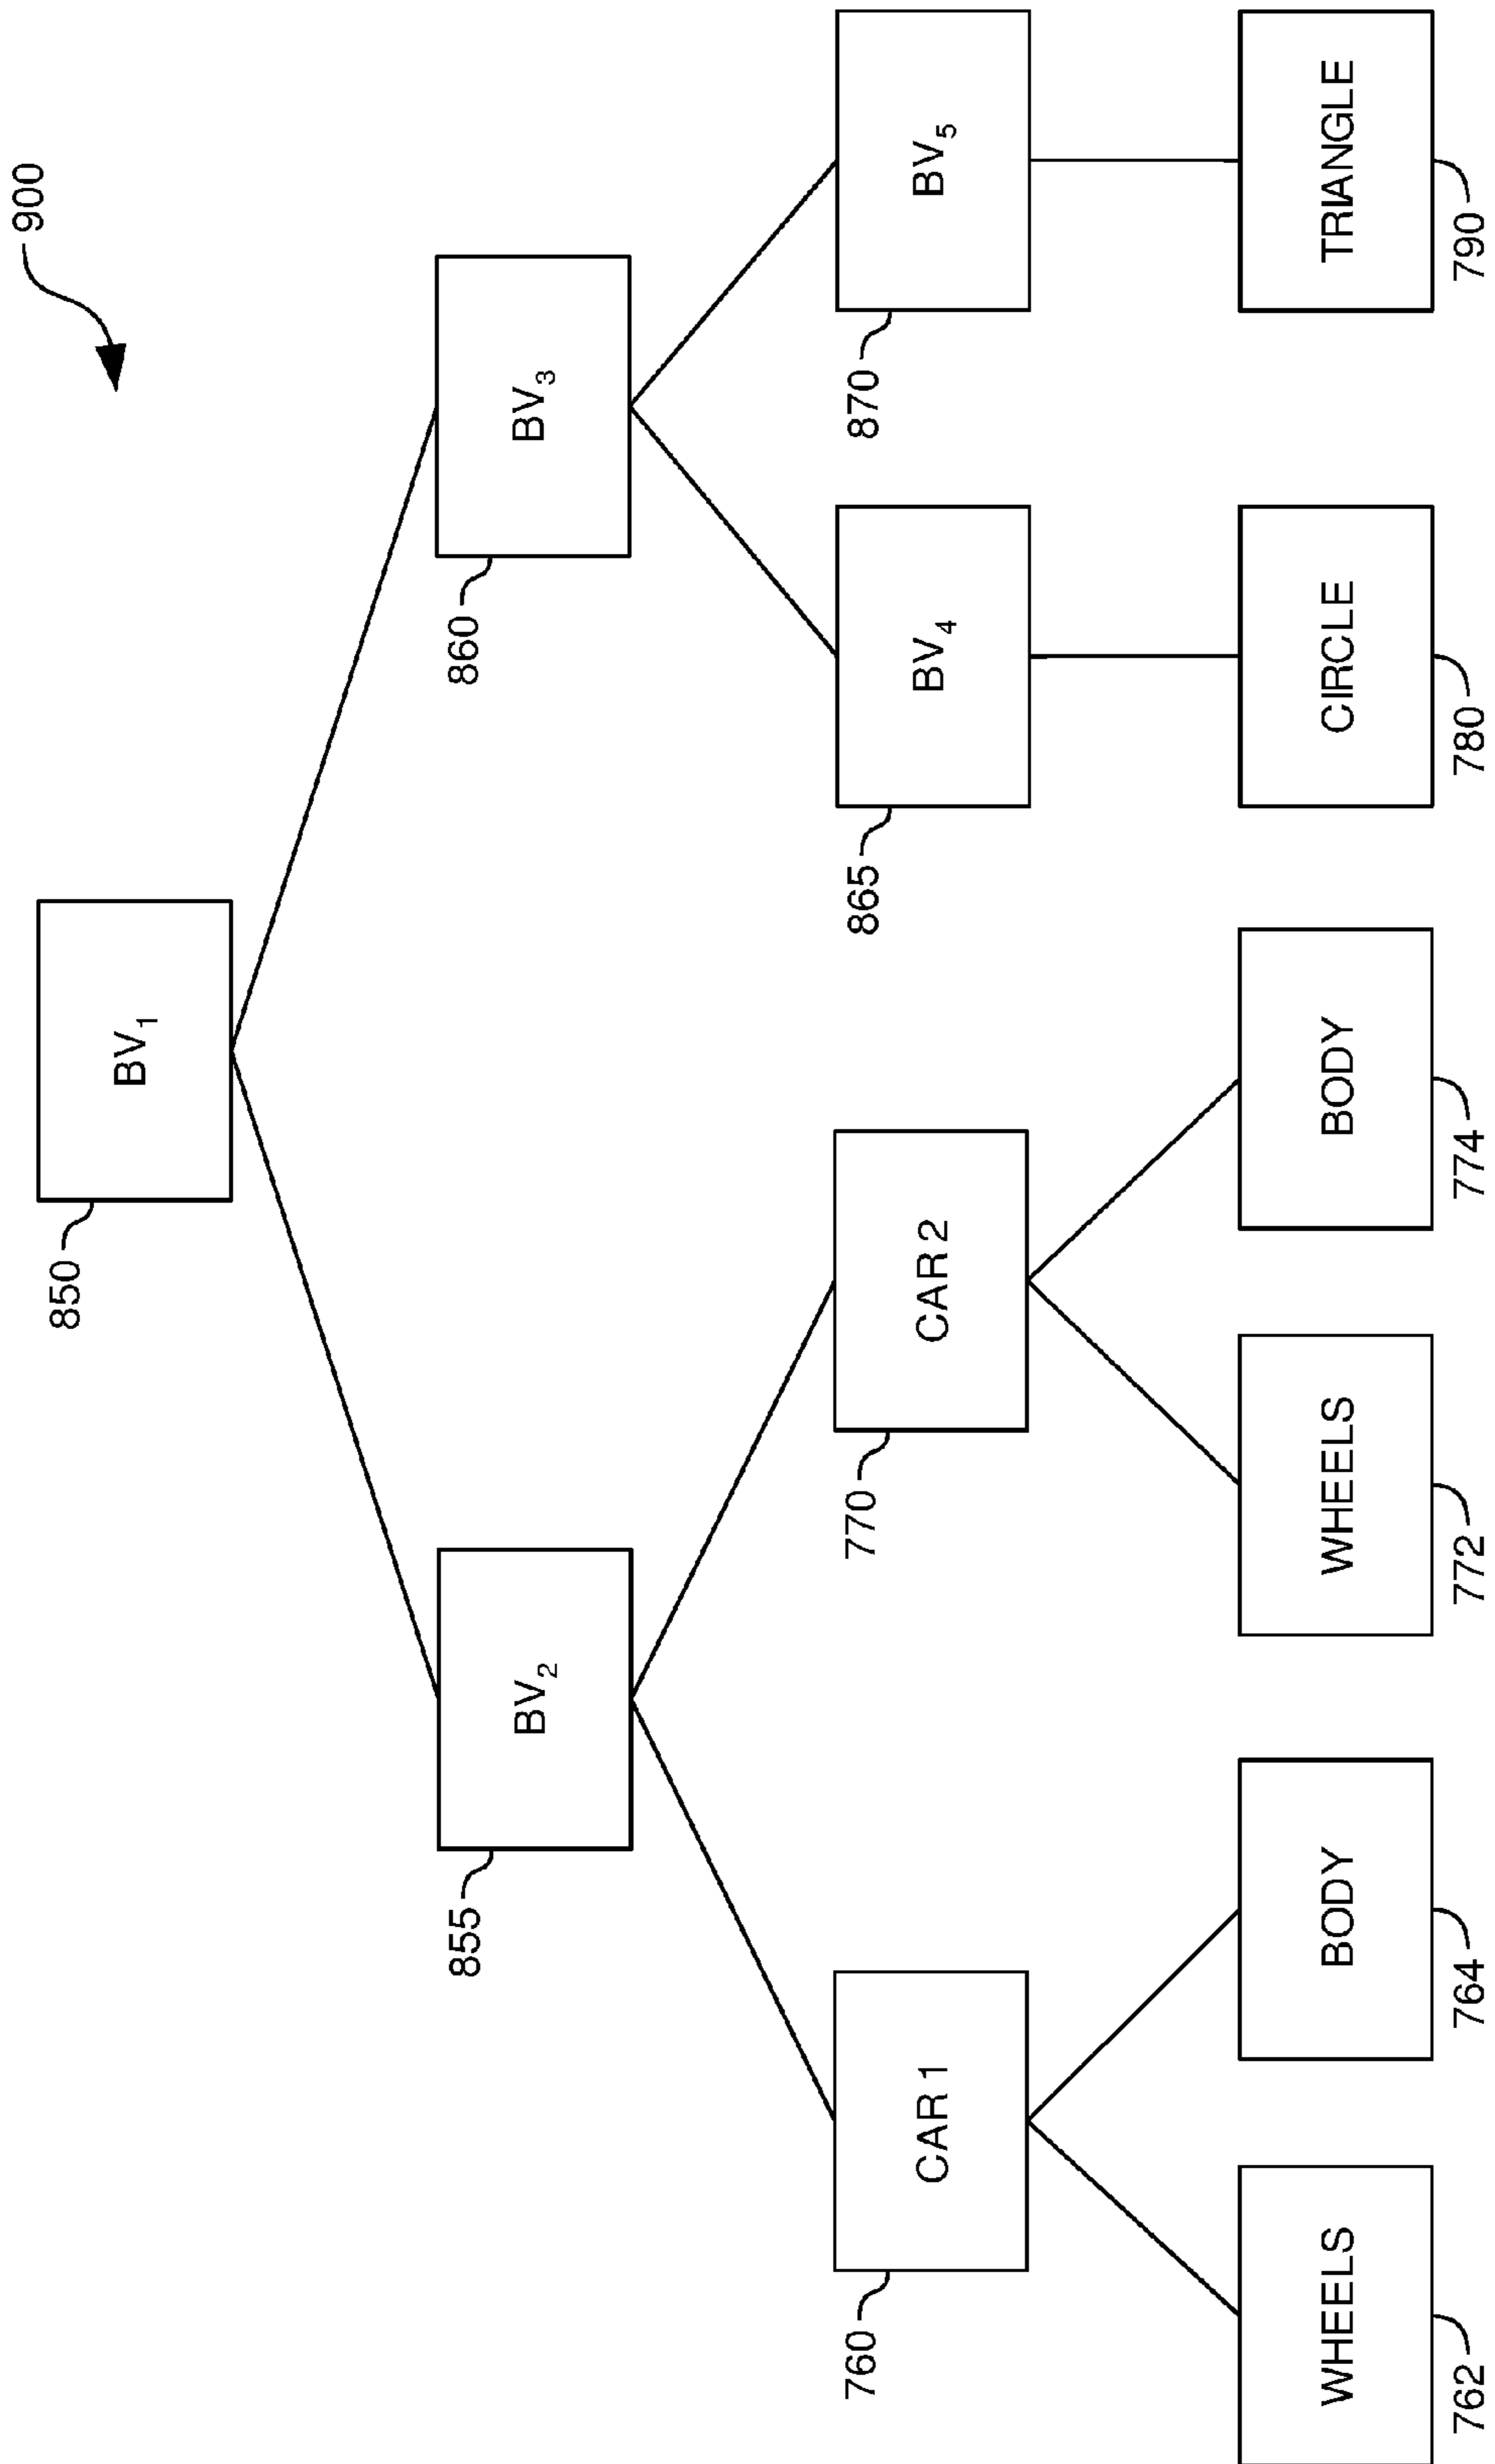 900
BV1
850
BV2
855
BV3
860
CAR 1
760
CAR 2
770
BV4
865
BV5
870
WHEELS
762
BODY
764
WHEELS
772
BODY
774
CIRCLE
780
TRIANGLE
790